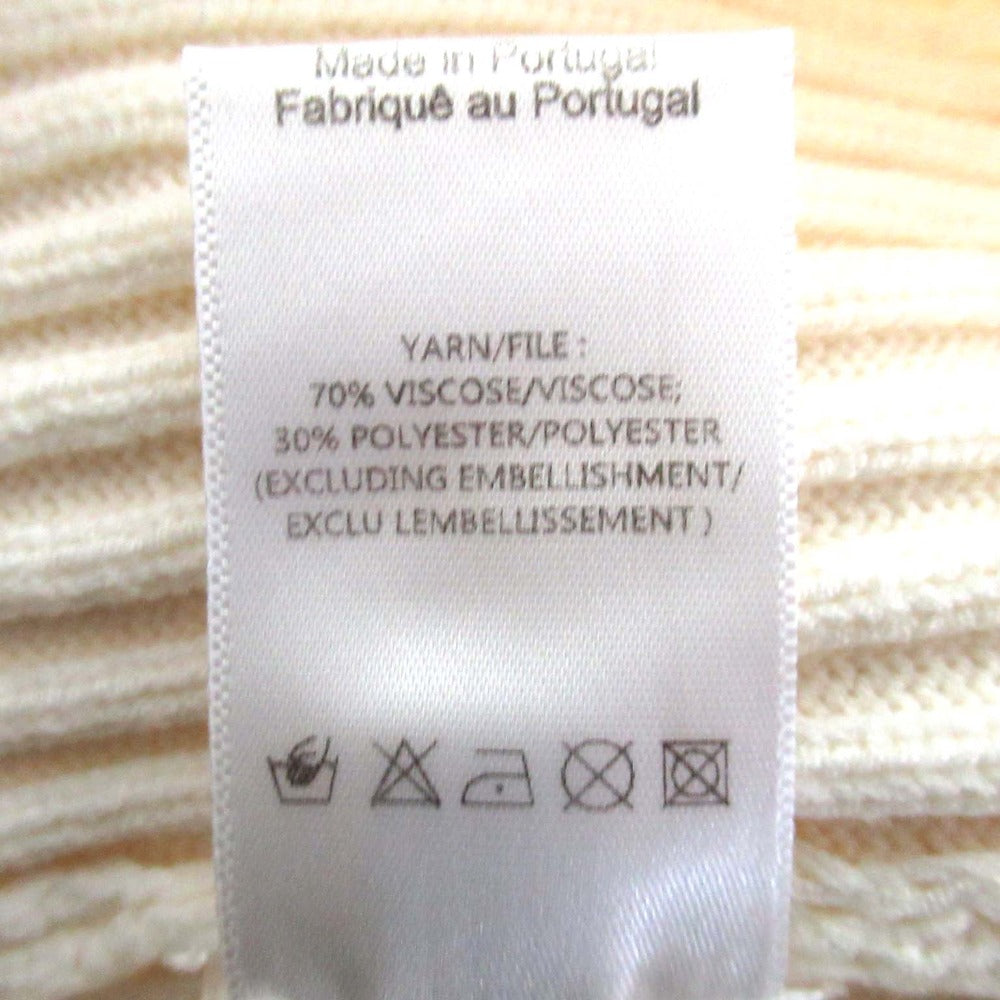 Made in Portugal
Fabriquê au Portugal
YARN/FILE :
70% VISCOSE/VISCOSE;
30% POLYESTER/POLYESTER
(EXCLUDING EMBELLISHMENT/
EXCLU LEMBELLISSEMENT )